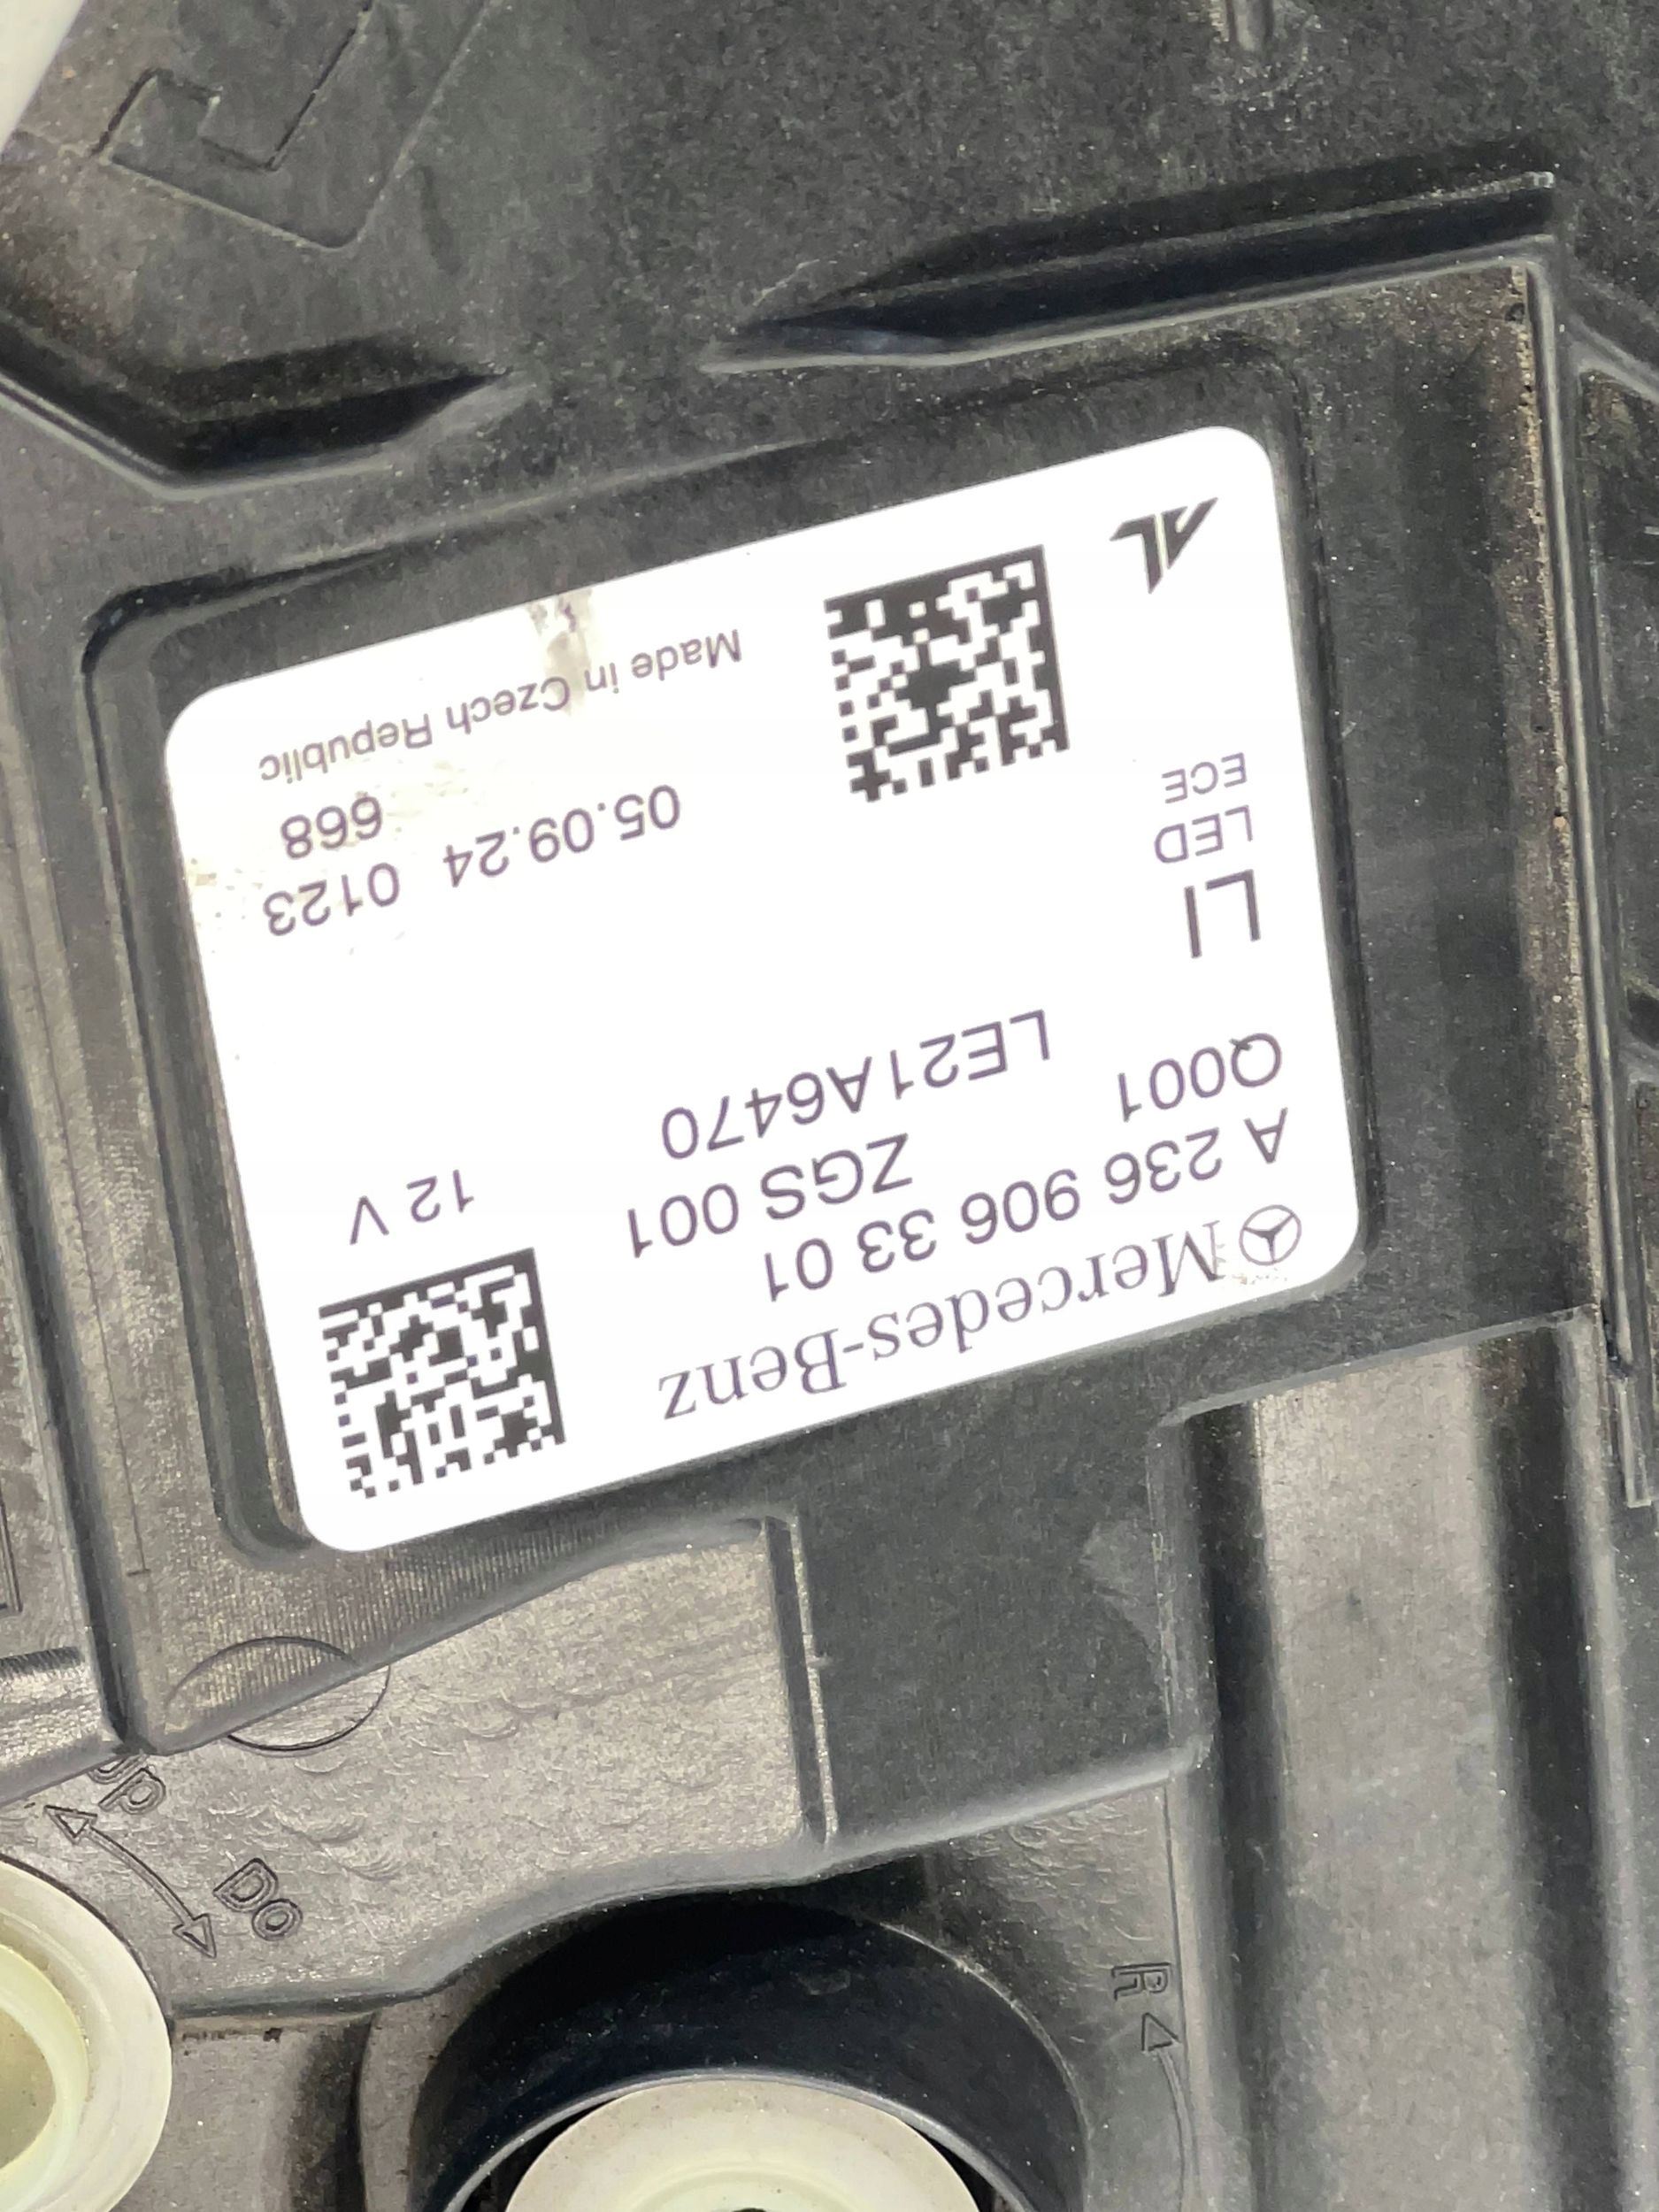 Mercedes-Benz
A 236 906 33 01
ZGS 001
Q001
LE21A6470
12 V
LI
LED
ECE
05.09.24 0123
668
Made in Czech Republic
AL
Up
Do
R
L